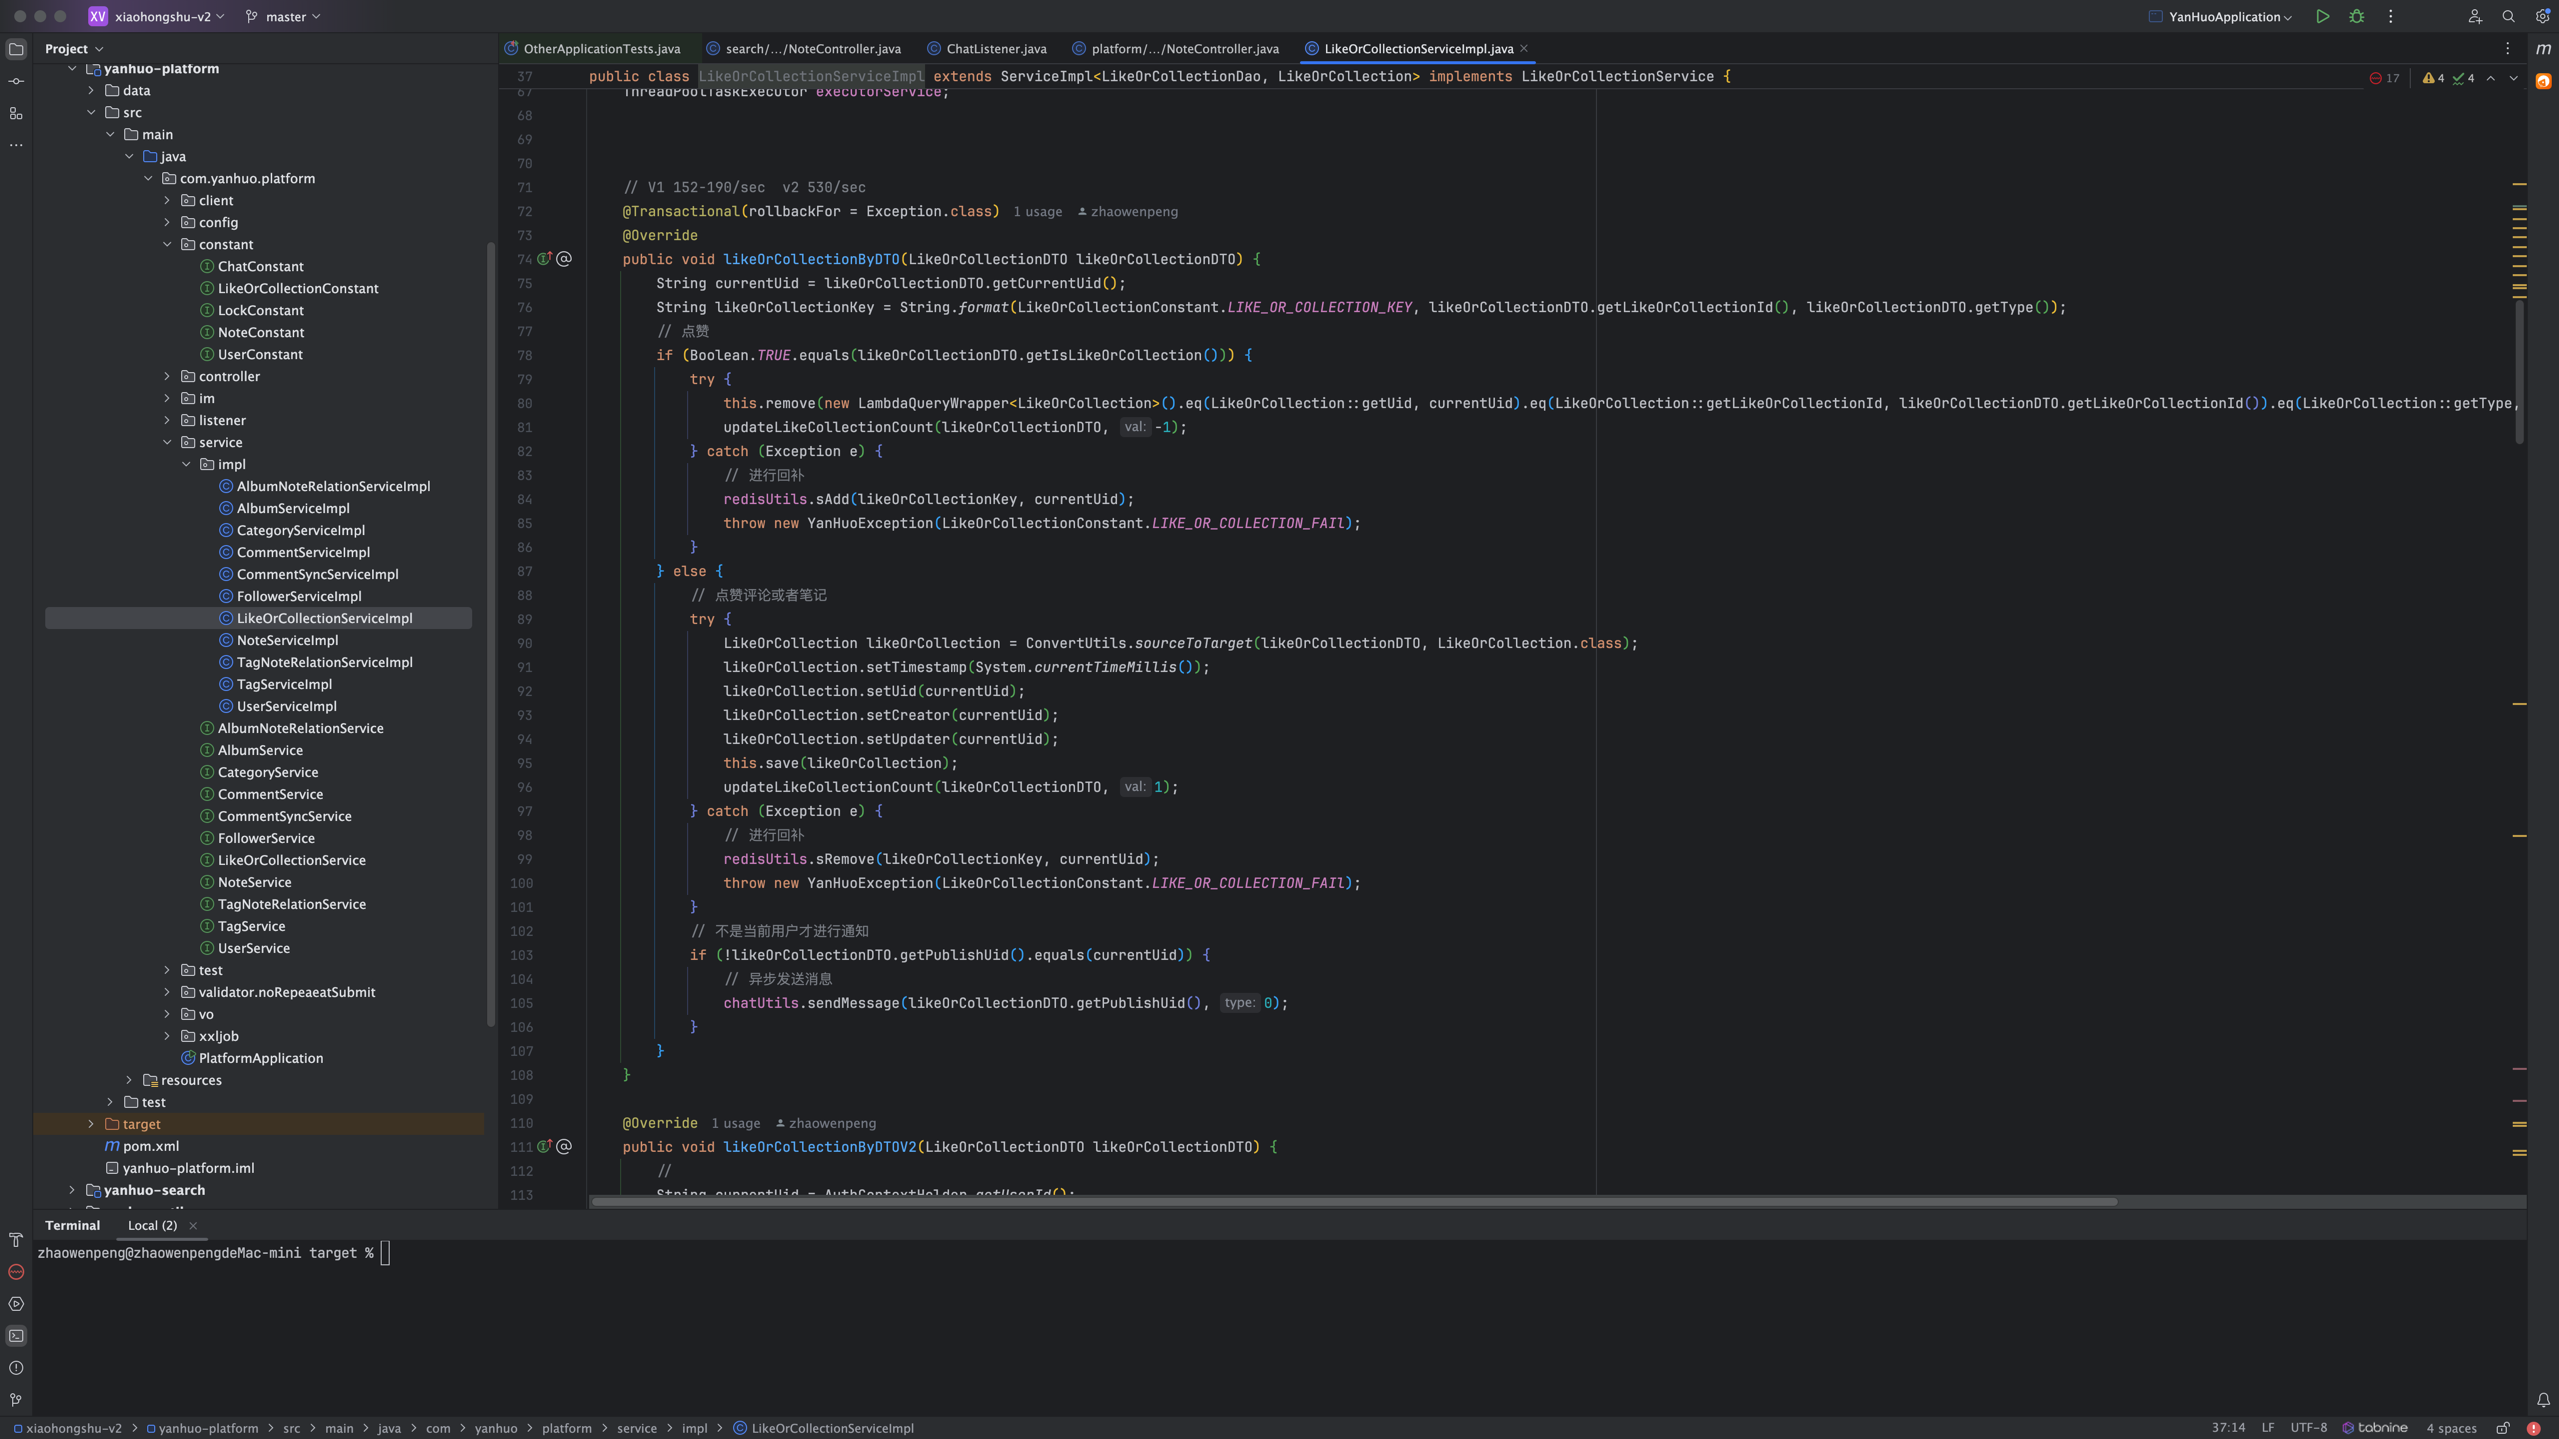 XV xiaohongshu-v2 master YanHuoApplication
Project
yanhuo-platform
data
src
main
java
com.yanhuo.platform
client
config
constant
ChatConstant
LikeOrCollectionConstant
LockConstant
NoteConstant
UserConstant
controller
im
listener
service
impl
AlbumNoteRelationServiceImpl
AlbumServiceImpl
CategoryServiceImpl
CommentServiceImpl
CommentSyncServiceImpl
FollowerServiceImpl
LikeOrCollectionServiceImpl
NoteServiceImpl
TagNoteRelationServiceImpl
TagServiceImpl
UserServiceImpl
AlbumNoteRelationService
AlbumService
CategoryService
CommentService
CommentSyncService
FollowerService
LikeOrCollectionService
NoteService
TagNoteRelationService
TagService
UserService
test
validator.noRepeaeatSubmit
vo
xxljob
PlatformApplication
resources
test
target
pom.xml
yanhuo-platform.iml
yanhuo-search
OtherApplicationTests.java search/.../NoteController.java ChatListener.java platform/.../NoteController.java LikeOrCollectionServiceImpl.java
37 public class LikeOrCollectionServiceImpl extends ServiceImpl<LikeOrCollectionDao, LikeOrCollection> implements LikeOrCollectionService { 17 4 4
67 ThreadPoolTaskExecutor executorService;
68
69
70
71 // V1 152-190/sec v2 530/sec
72 @Transactional(rollbackFor = Exception.class) 1 usage zhaowenpeng
73 @Override
74 public void likeOrCollectionByDTO(LikeOrCollectionDTO likeOrCollectionDTO) {
75 String currentUid = likeOrCollectionDTO.getCurrentUid();
76 String likeOrCollectionKey = String.format(LikeOrCollectionConstant.LIKE_OR_COLLECTION_KEY, likeOrCollectionDTO.getLikeOrCollectionId(), likeOrCollectionDTO.getType());
77 // 点赞
78 if (Boolean.TRUE.equals(likeOrCollectionDTO.getIsLikeOrCollection())) {
79 try {
80 this.remove(new LambdaQueryWrapper<LikeOrCollection>().eq(LikeOrCollection::getUid, currentUid).eq(LikeOrCollection::getLikeOrCollectionId, likeOrCollectionDTO.getLikeOrCollectionId()).eq(LikeOrCollection::getType,
81 updateLikeCollectionCount(likeOrCollectionDTO, val: -1);
82 } catch (Exception e) {
83 // 进行回补
84 redisUtils.sAdd(likeOrCollectionKey, currentUid);
85 throw new YanHuoException(LikeOrCollectionConstant.LIKE_OR_COLLECTION_FAIl);
86 }
87 } else {
88 // 点赞评论或者笔记
89 try {
90 LikeOrCollection likeOrCollection = ConvertUtils.sourceToTarget(likeOrCollectionDTO, LikeOrCollection.class);
91 likeOrCollection.setTimestamp(System.currentTimeMillis());
92 likeOrCollection.setUid(currentUid);
93 likeOrCollection.setCreator(currentUid);
94 likeOrCollection.setUpdater(currentUid);
95 this.save(likeOrCollection);
96 updateLikeCollectionCount(likeOrCollectionDTO, val: 1);
97 } catch (Exception e) {
98 // 进行回补
99 redisUtils.sRemove(likeOrCollectionKey, currentUid);
100 throw new YanHuoException(LikeOrCollectionConstant.LIKE_OR_COLLECTION_FAIl);
101 }
102 // 不是当前用户才进行通知
103 if (!likeOrCollectionDTO.getPublishUid().equals(currentUid)) {
104 // 异步发送消息
105 chatUtils.sendMessage(likeOrCollectionDTO.getPublishUid(), type: 0);
106 }
107 }
108 }
109
110 @Override 1 usage zhaowenpeng
111 public void likeOrCollectionByDTOV2(LikeOrCollectionDTO likeOrCollectionDTO) {
112 //
113 String currentUid = AuthContextHolder.getUserId();
Terminal Local (2)
zhaowenpeng@zhaowenpengdeMac-mini target %
xiaohongshu-v2 > yanhuo-platform > src > main > java > com > yanhuo > platform > service > impl > LikeOrCollectionServiceImpl 37:14 LF UTF-8 tabnine 4 spaces